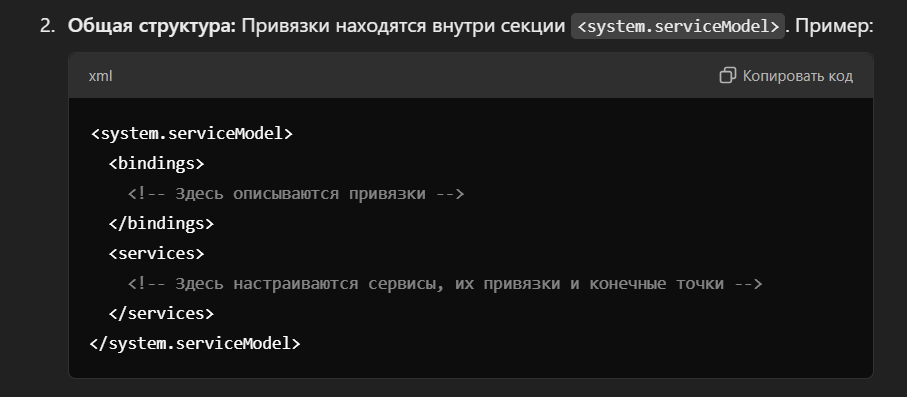 2. Общая структура: Привязки находятся внутри секции <system.serviceModel>. Пример:
xml
Копировать код
<system.serviceModel>
  <bindings>
    <!-- Здесь описываются привязки -->
  </bindings>
  <services>
    <!-- Здесь настраиваются сервисы, их привязки и конечные точки -->
  </services>
</system.serviceModel>